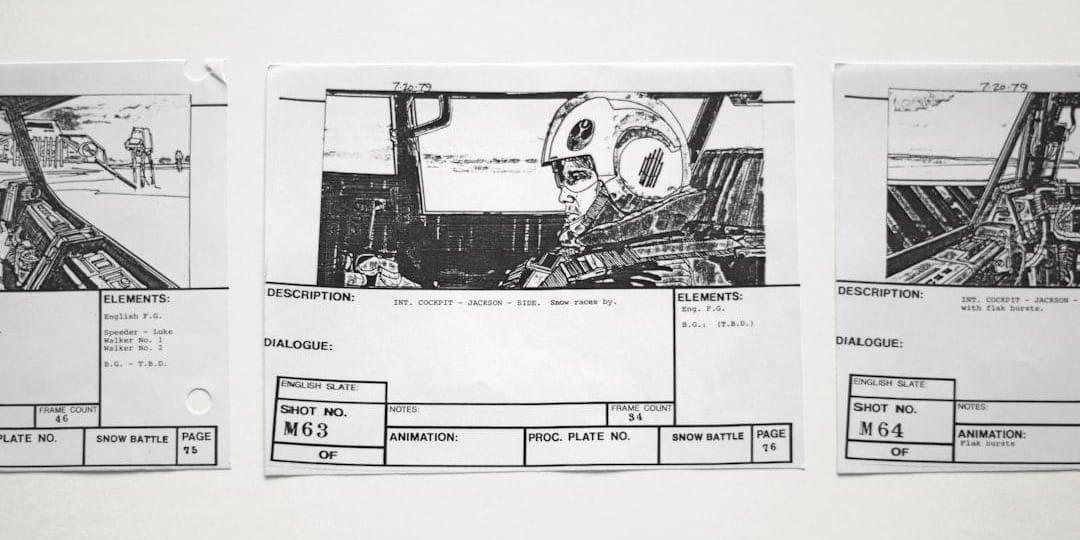 ELEMENTS:
English F.G.
Speeder - Luke
Walker No. 1
Walker No. 2
B.G. - T.B.D.
FRAME COUNT
46
PLATE NO.
SNOW BATTLE
PAGE
75
7-20-79
DESCRIPTION:
INT. COCKPIT - JACKSON - SIDE. Snow races by.
ELEMENTS:
Eng. F.G.
B.G.: (T.B.D.)
DIALOGUE:
ENGLISH SLATE:
SHOT NO.
M63
OF
NOTES:
FRAME COUNT
34
ANIMATION:
PROC. PLATE NO.
SNOW BATTLE
PAGE
76
7-20-79
DESCRIPTION:
INT. COCKPIT - JACKSON -
with flak bursts.
DIALOGUE:
ENGLISH SLATE:
SHOT NO.
M64
OF
NOTES:
ANIMATION:
Flak bursts